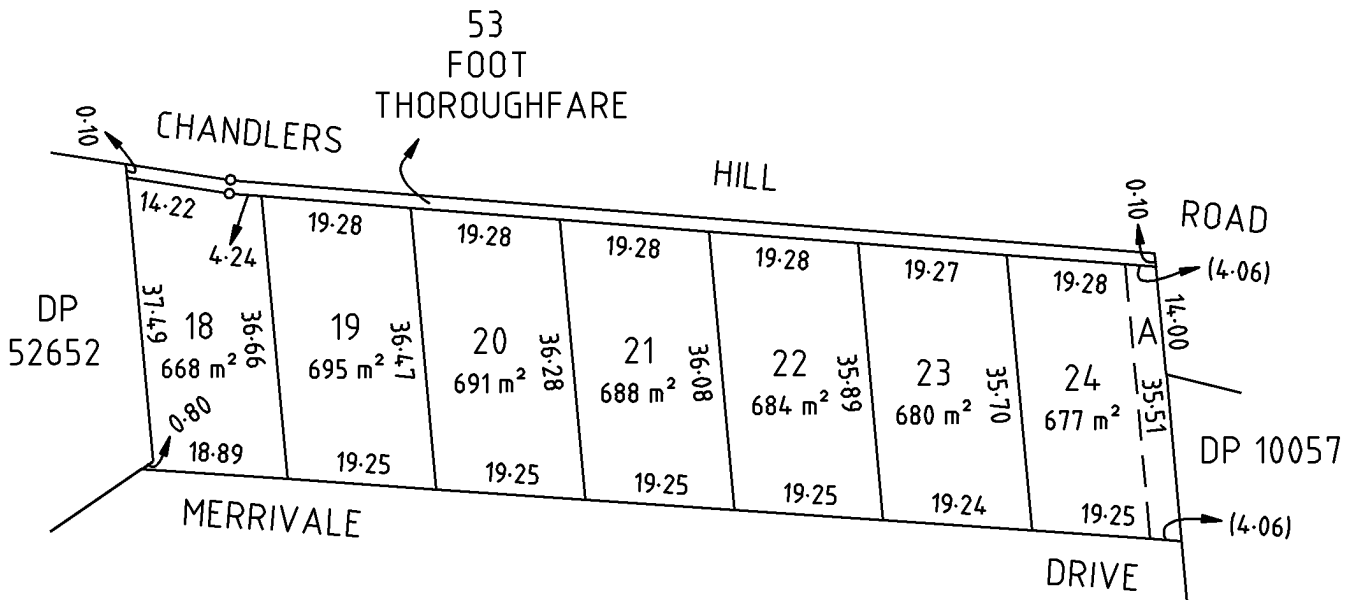 53
FOOT
THOROUGHFARE
0·10
CHANDLERS
HILL
0·10
ROAD
14·22
4·24
19·28
19·28
19·28
19·28
19·27
19·28
(4·06)
DP
52652
37·49
18
668 m²
36·66
19
695 m²
36·47
20
691 m²
36·28
21
688 m²
36·08
22
684 m²
35·89
23
680 m²
35·70
24
677 m²
A
35·51
14·00
DP 10057
0·80
18·89
19·25
19·25
19·25
19·25
19·24
19·25
(4·06)
MERRIVALE
DRIVE